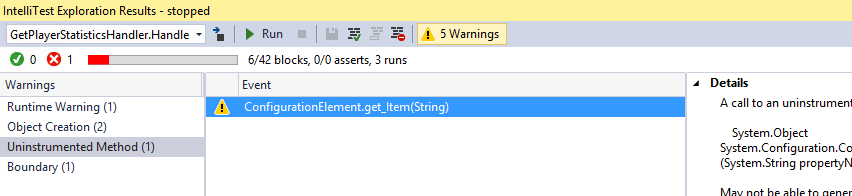 IntelliTest Exploration Results - stopped
GetPlayerStatisticsHandler.Handle Run 5 Warnings
0 1 6/42 blocks, 0/0 asserts, 3 runs
Warnings
Runtime Warning (1)
Object Creation (2)
Uninstrumented Method (1)
Boundary (1)
Event
ConfigurationElement.get_Item(String)
Details
A call to an uninstrument
System.Object
System.Configuration.Co
(System.String propertyN
May not be able to gener